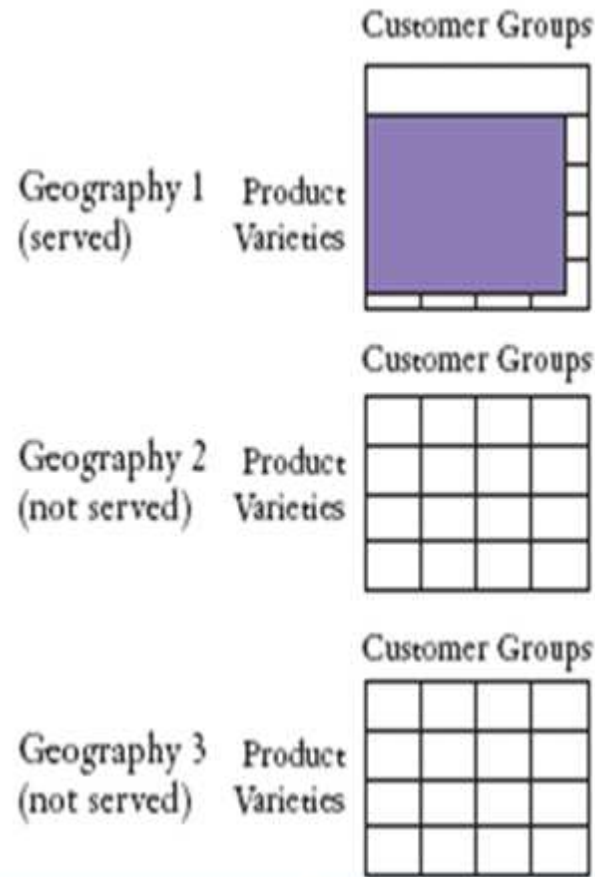 Customer Groups
Geography 1 Product
(served) Varieties
Customer Groups
Geography 2 Product
(not served) Varieties
Customer Groups
Geography 3 Product
(not served) Varieties